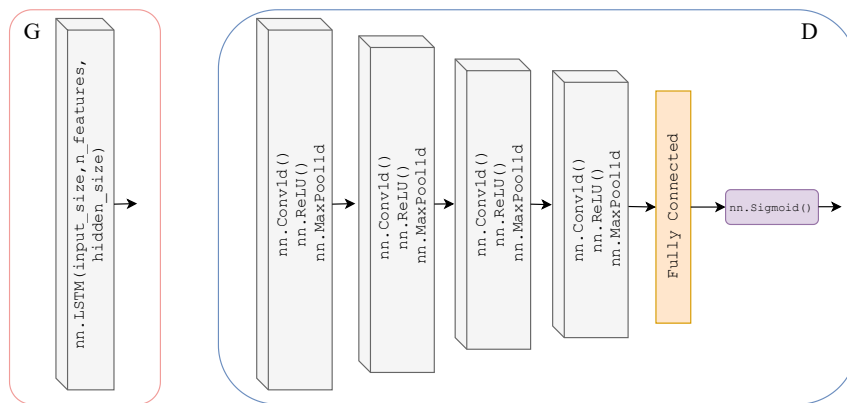 G
nn.LSTM(input_size,n_features,
hidden_size)
D
nn.Conv1d()
nn.ReLU()
nn.MaxPool1d
nn.Conv1d()
nn.ReLU()
nn.MaxPool1d
nn.Conv1d()
nn.ReLU()
nn.MaxPool1d
nn.Conv1d()
nn.ReLU()
nn.MaxPool1d
Fully Connected
nn.Sigmoid()